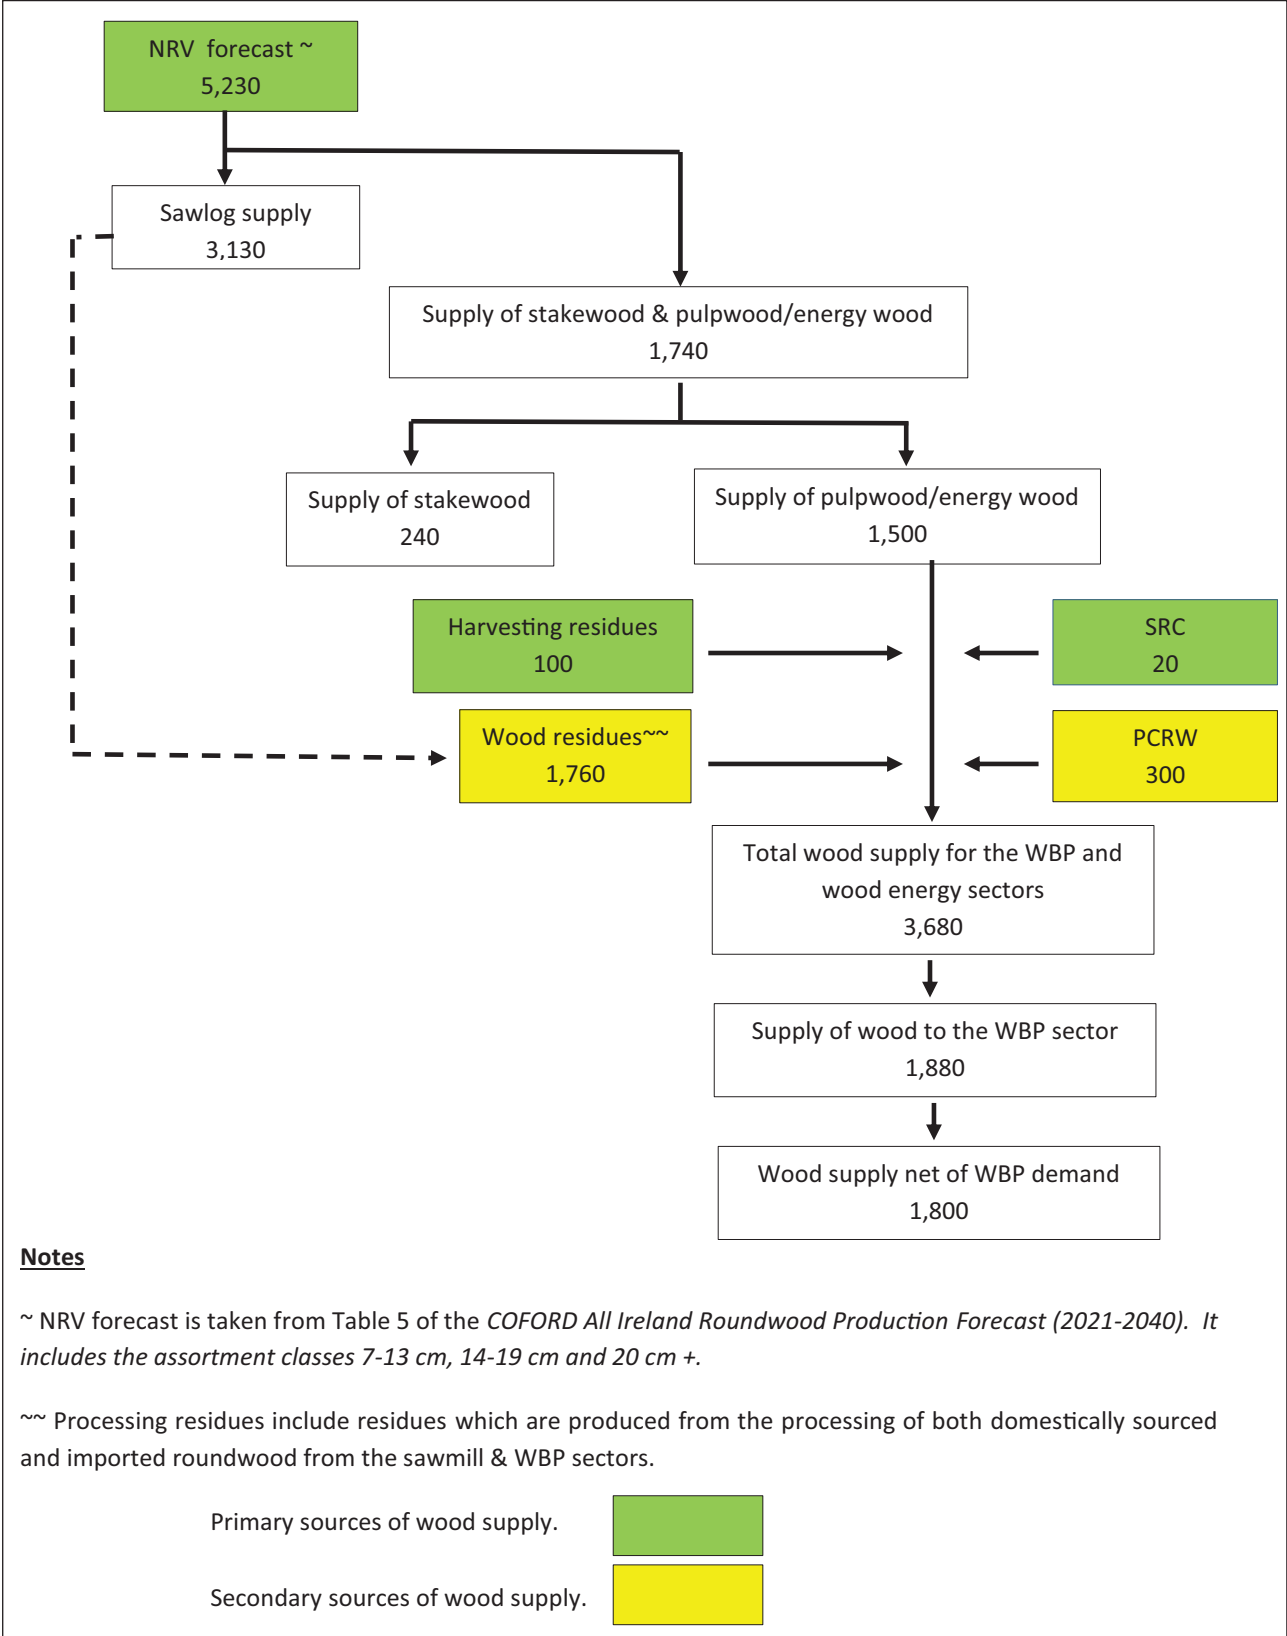 NRV forecast ~
5,230
Sawlog supply
3,130
Supply of stakewood & pulpwood/energy wood
1,740
Supply of stakewood
240
Supply of pulpwood/energy wood
1,500
Harvesting residues
100
SRC
20
Wood residues~~
1,760
PCRW
300
Total wood supply for the WBP and
wood energy sectors
3,680
Supply of wood to the WBP sector
1,880
Wood supply net of WBP demand
1,800
Notes
~ NRV forecast is taken from Table 5 of the COFORD All Ireland Roundwood Production Forecast (2021-2040). It
includes the assortment classes 7-13 cm, 14-19 cm and 20 cm +.
~~ Processing residues include residues which are produced from the processing of both domestically sourced
and imported roundwood from the sawmill & WBP sectors.
Primary sources of wood supply.
Secondary sources of wood supply.